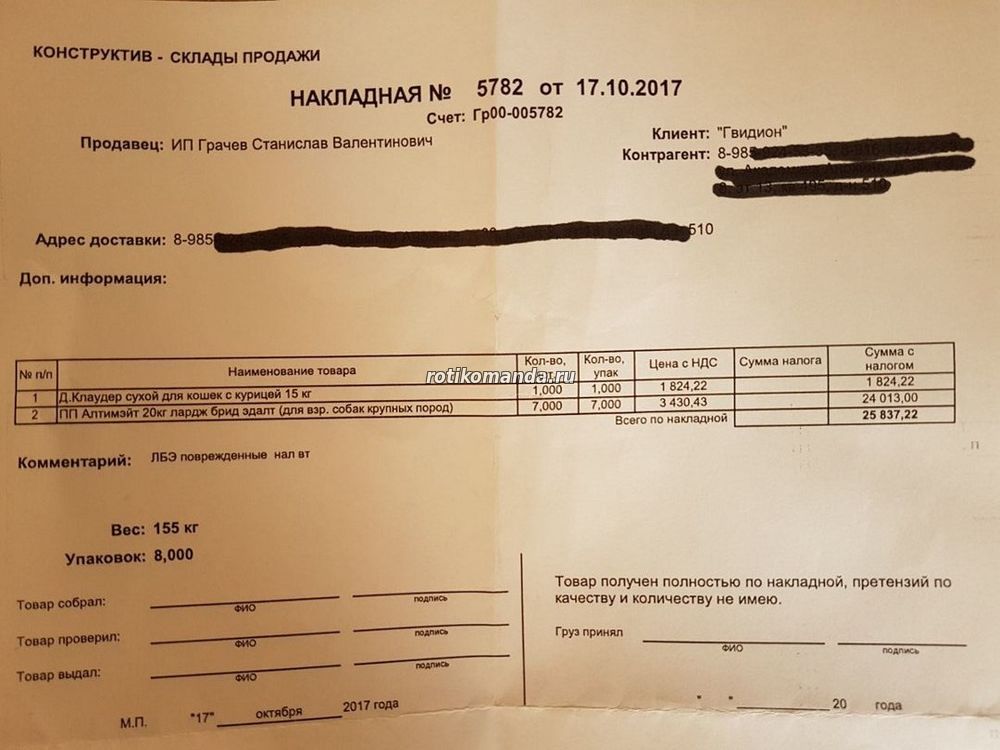 КОНСТРУКТИВ - СКЛАДЫ ПРОДАЖИ
НАКЛАДНАЯ № 5782 от 17.10.2017
Счет: Гр00-005782
Продавец: ИП Грачев Станислав Валентинович
Клиент: "Гвидион"
Контрагент: 8-985
Адрес доставки: 8-985 510
Доп. информация:
№ п/п Наименование товара Кол-во, Кол-во, упак Цена с НДС Сумма налога Сумма с налогом
1 Д.Клаудер сухой для кошек с курицей 15 кг 1,000 1,000 1 824,22 1 824,22
2 ПП Алтимэйт 20кг лардж брид эдалт (для взр. собак крупных пород) 7,000 7,000 3 430,43 24 013,00
Всего по накладной 25 837,22
rotikomanda.ru
Комментарий: ЛБЭ поврежденные нал вт
Вес: 155 кг
Упаковок: 8,000
Товар собрал:
ФИО подпись
Товар проверил:
ФИО подпись
Товар выдал:
ФИО подпись
М.П. "17" октября 2017 года
Товар получен полностью по накладной, претензий по
качеству и количеству не имею.
Груз принял
ФИО подпись
" " 20 года